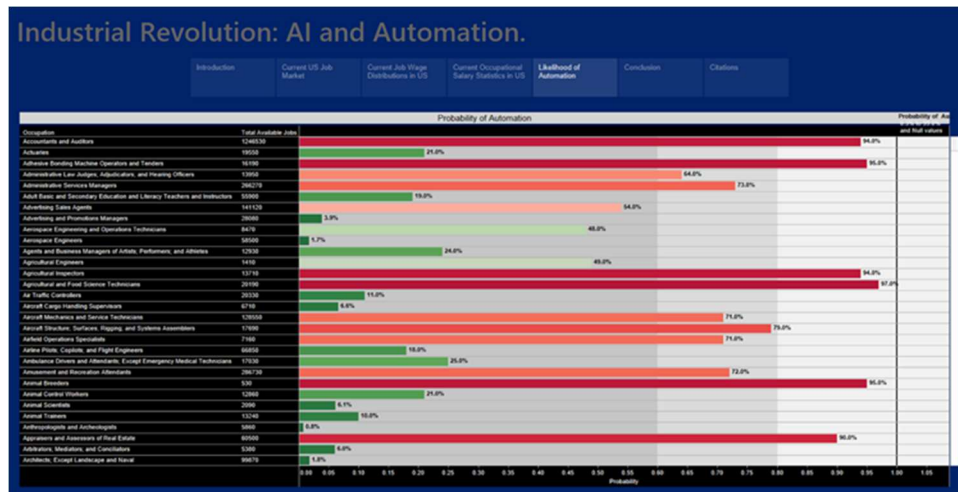 Industrial Revolution: AI and Automation.
Introduction
Current US Job
Market
Current Job Wage
Distributions in US
Current Occupational
Salary Statistics in US
Likelihood of
Automation
Conclusion
Citations
Probability of Automation
Probability of Au
and Null values
Occupation Total Available Jobs
Accountants and Auditors 1246530 94.0%
Actuaries 19550 21.0%
Adhesive Bonding Machine Operators and Tenders 16190 95.0%
Administrative Law Judges; Adjudicators; and Hearing Officers 13950 64.0%
Administrative Services Managers 266270 73.0%
Adult Basic and Secondary Education and Literacy Teachers and Instructors 55900 19.0%
Advertising Sales Agents 141120 54.0%
Advertising and Promotions Managers 28080 3.9%
Aerospace Engineering and Operations Technicians 8470 48.0%
Aerospace Engineers 58500 1.7%
Agents and Business Managers of Artists; Performers; and Athletes 12930 24.0%
Agricultural Engineers 1410 49.0%
Agricultural Inspectors 13710 94.0%
Agricultural and Food Science Technicians 20190 97.0%
Air Traffic Controllers 20330 11.0%
Aircraft Cargo Handling Supervisors 6710 6.6%
Aircraft Mechanics and Service Technicians 128550 71.0%
Aircraft Structure; Surfaces; Rigging; and Systems Assemblers 17690 79.0%
Airfield Operations Specialists 7160 71.0%
Airline Pilots; Copilots; and Flight Engineers 66850 18.0%
Ambulance Drivers and Attendants; Except Emergency Medical Technicians 17030 25.0%
Amusement and Recreation Attendants 286730 72.0%
Animal Breeders 530 95.0%
Animal Control Workers 12860 21.0%
Animal Scientists 2090 6.1%
Animal Trainers 13240 10.0%
Anthropologists and Archeologists 5860 0.8%
Appraisers and Assessors of Real Estate 60500 90.0%
Arbitrators; Mediators; and Conciliators 5380 6.0%
Architects; Except Landscape and Naval 99870 1.8%
0.00 0.05 0.10 0.15 0.20 0.25 0.30 0.35 0.40 0.45 0.50 0.55 0.60 0.65 0.70 0.75 0.80 0.85 0.90 0.95 1.00 1.05
Probability